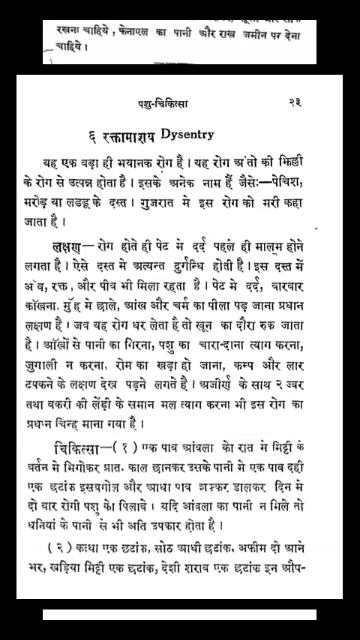 रखना चाहिये, फेनाएल का पानी और राख जमीन पर देना
चाहिये।
पशु-चिकित्सा २३
६ रक्तामाशय Dysentry
यह एक बड़ा ही भयानक रोग है। यह रोग अंतो की झिल्ली
के रोग से उत्पन्न होता है। इसके अनेक नाम हैं जैसे:—पेचिश,
मरोड़ या लडडू के दस्त। गुजरात मे इस रोग को मरी कहा
जाता है।
लक्षण—रोग होते ही पेट मे दर्द पहले ही मालूम होने
लगता है। ऐसे दस्त मे अत्यन्त दुर्गन्धि होती है। इस दस्त में
आंव, रक्त, और पीव भी मिला रहता है। पेट मे दर्द, बारबार
काँखना, मुँह मे छाले, आंख और चर्म का पीला पड़ जाना प्रधान
लक्षण है। जब यह रोग धर लेता है तो खून का दौरा रुक जाता
है। आँखों से पानी का गिरना, पशु का चारा-दाना त्याग करना,
जुगाली न करना, रोम का खड़ा हो जाना, कम्प और लार
टपकने के लक्षण देख पड़ने लगते है। अजीर्ण के साथ २ ज्वर
तथा बकरी की लेंड़ी के समान मल त्याग करना भी इस रोग का
प्रधान चिन्ह माना गया है।
चिकित्सा—(१) एक पाव आंवला को रात मे मिट्टी के
बर्तन मे भिगोकर प्रात. काल छानकर उसके पानी मे एक पाव दही
एक छटांक इसबगोल और आधा पाव शक्कर डालकर दिन मे
दो बार रोगी पशु को पिलावे। यदि आंवला का पानी न मिले तो
धनियां के पानी से भी अति उपकार होता है।
(२) काथा एक छटांक, सोठ आधी छटांक, अफीम दो आने
भर, खड़िया मिट्टी एक छटांक, देशी शराब एक छटांक इन औप-